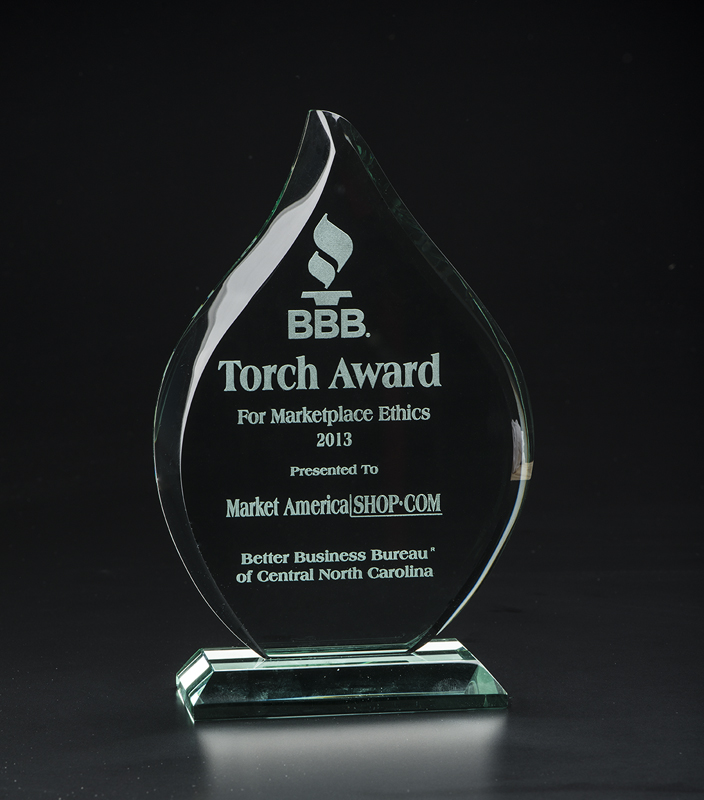 BBB.
Torch Award
For Marketplace Ethics
2013
Presented To
Market America|SHOP·COM
Better Business Bureau®
of Central North Carolina